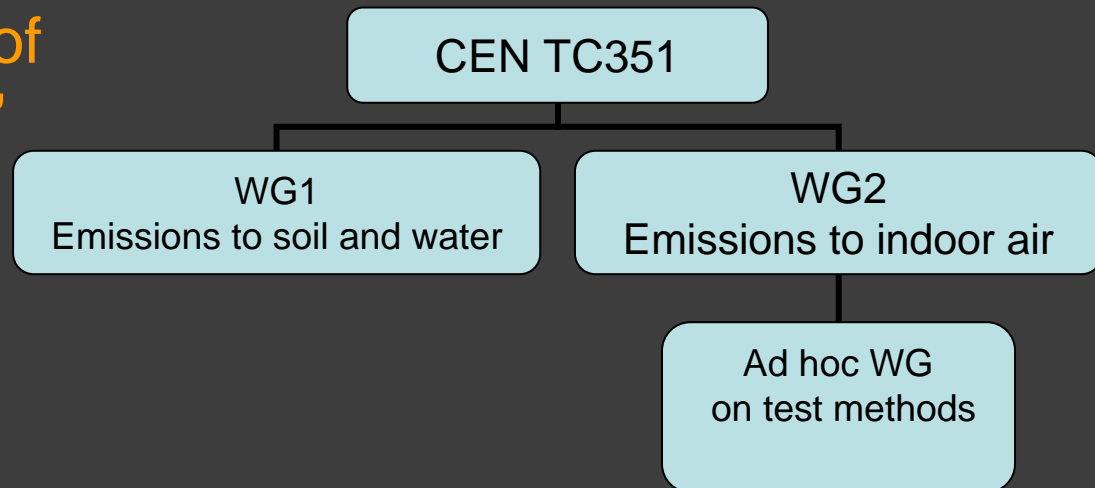 of
CEN TC351
WG1
Emissions to soil and water
WG2
Emissions to indoor air
Ad hoc WG
on test methods